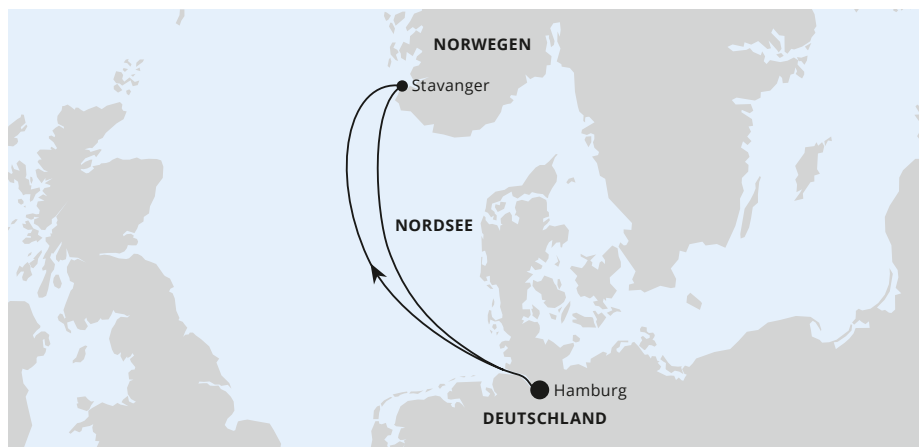 NORWEGEN
Stavanger
NORDSEE
Hamburg
DEUTSCHLAND